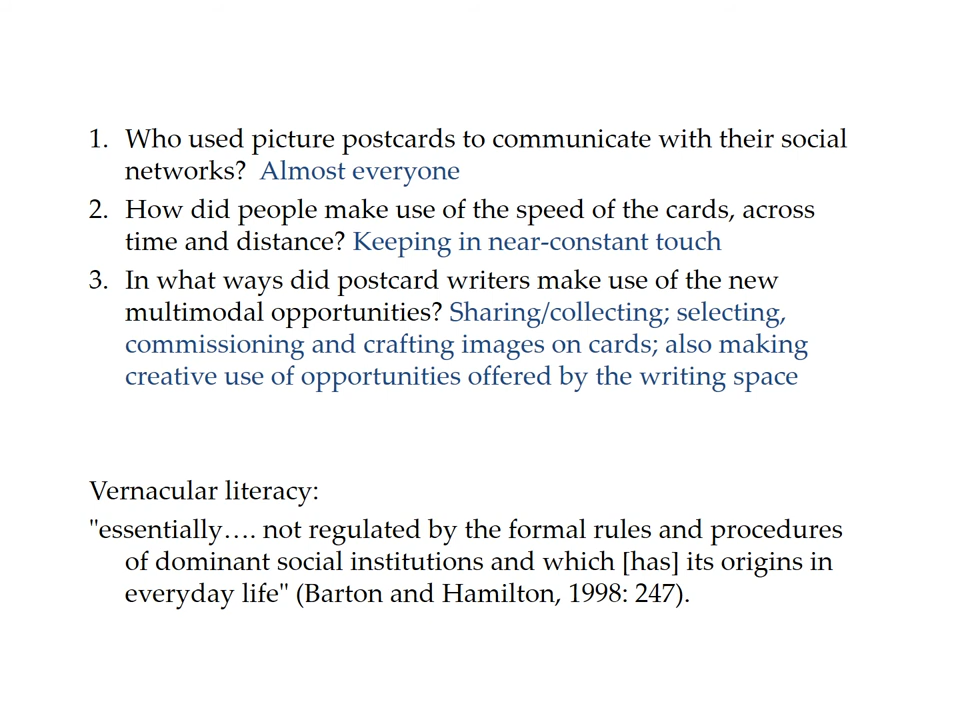 1. Who used picture postcards to communicate with their social
networks? Almost everyone
2. How did people make use of the speed of the cards, across
time and distance? Keeping in near-constant touch
3. In what ways did postcard writers make use of the new
multimodal opportunities? Sharing/collecting; selecting,
commissioning and crafting images on cards; also making
creative use of opportunities offered by the writing space
Vernacular literacy:
"essentially…. not regulated by the formal rules and procedures
of dominant social institutions and which [has] its origins in
everyday life" (Barton and Hamilton, 1998: 247).